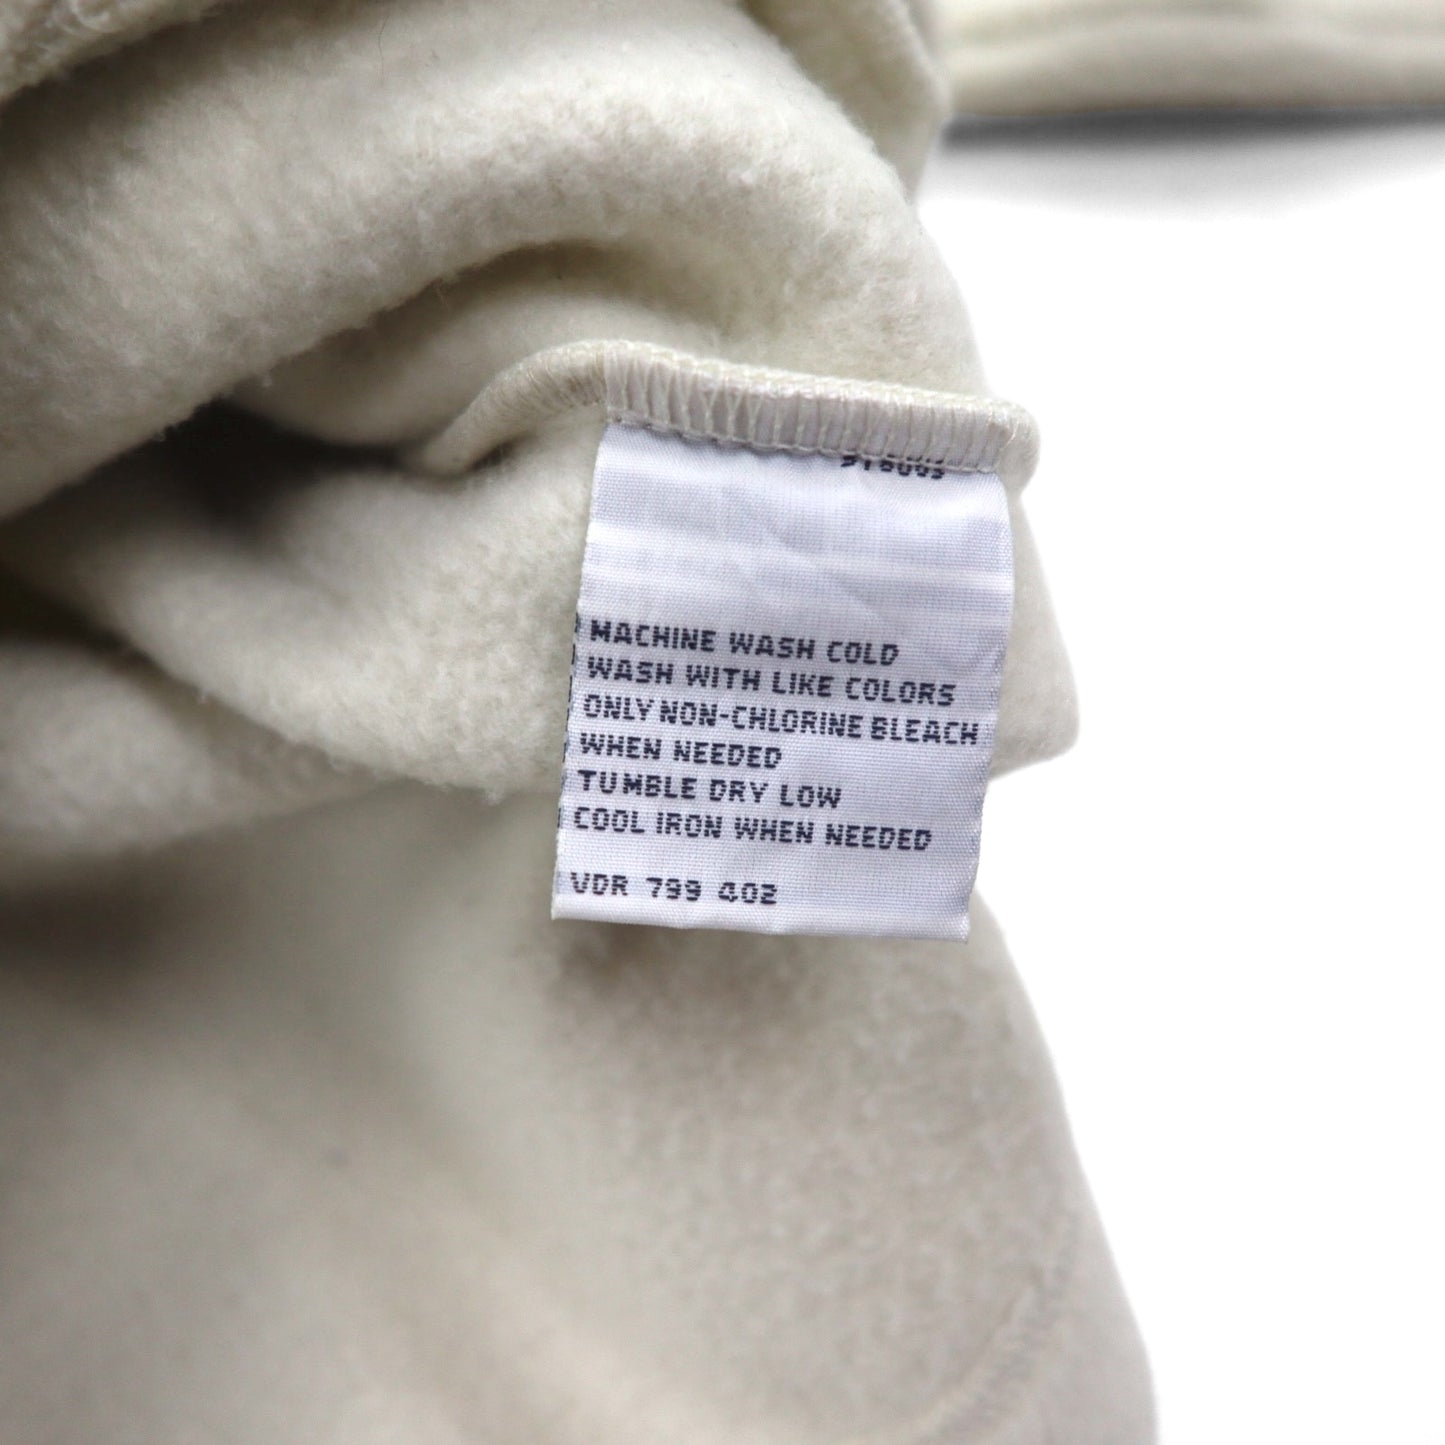 MACHINE WASH COLD
WASH WITH LIKE COLORS
ONLY NON-CHLORINE BLEACH
WHEN NEEDED
TUMBLE DRY LOW
COOL IRON WHEN NEEDED
VDR 799 402